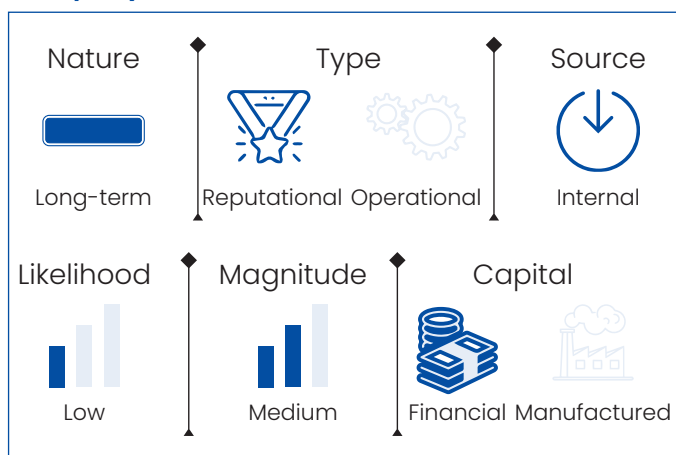 Nature
Type
Source
Long-term
Reputational Operational
Internal
Likelihood
Magnitude
Capital
Low
Medium
Financial Manufactured